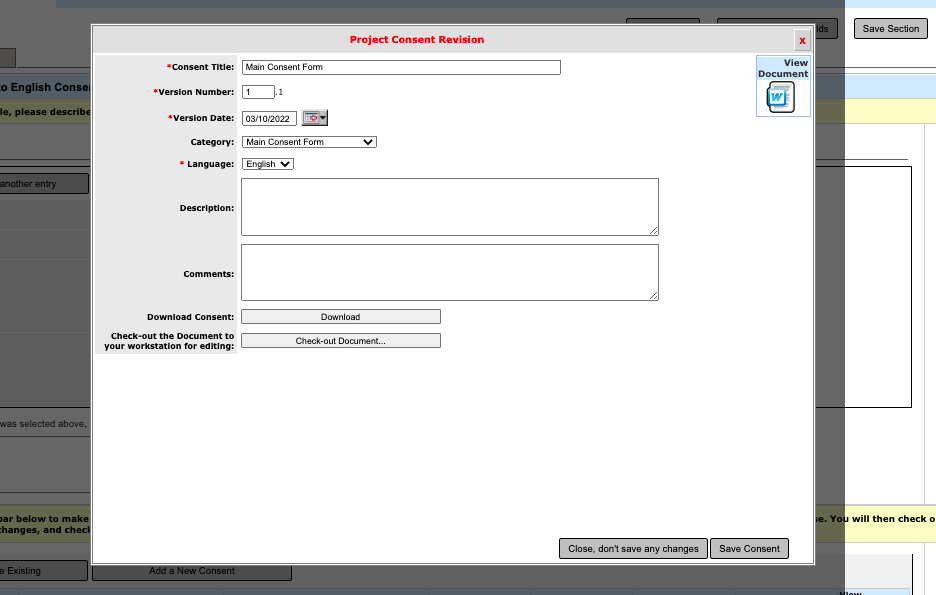 lds
Save Section
Project Consent Revision
x
to English Conse
le, please describe
*Consent Title:
Main Consent Form
View
Document
W
*Version Number:
1
.1
*Version Date:
03/10/2022
Category:
Main Consent Form
* Language:
English
another entry
Description:
Comments:
Download Consent:
Download
Check-out the Document to
your workstation for editing:
Check-out Document...
was selected above,
bar below to make
se. You will then check o
changes, and check
Close, don't save any changes
Save Consent
e Existing
Add a New Consent
View